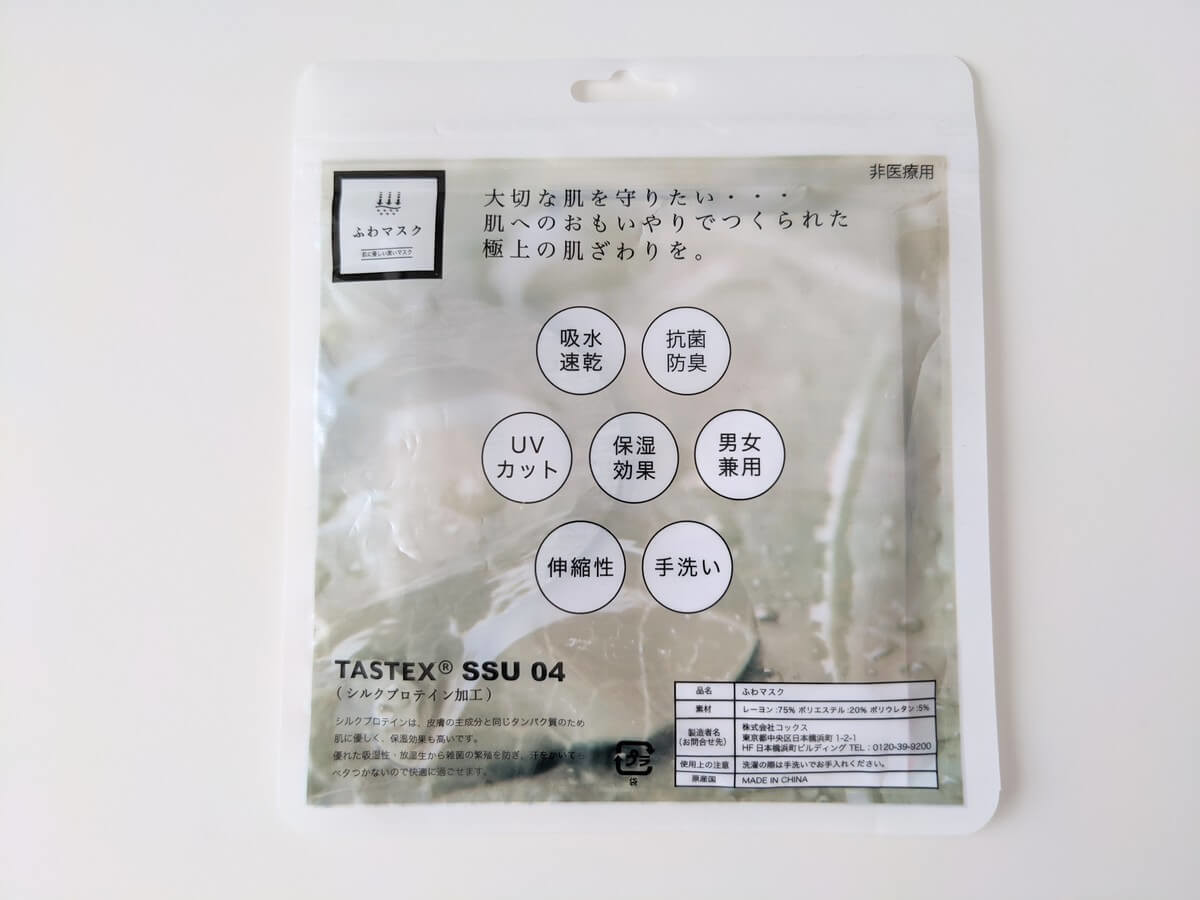 非医療用
ふわマスク
肌に優しい潤いマスク
大切な肌を守りたい・・・
肌へのおもいやりでつくられた
極上の肌ざわりを。
吸水
速乾
抗菌
防臭
UV
カット
保湿
効果
男女
兼用
伸縮性
手洗い
TASTEX® SSU 04
(シルクプロテイン加工)
シルクプロテインは、皮膚の主成分と同じタンパク質のため
肌に優しく、保温効果も高いです。
優れた吸湿性・放湿生から雑菌の繁殖を防ぎ、汗をかいても
ベタつかないので快適に過ごせます。
プラ
袋
品名 ふわマスク
素材 レーヨン:75% ポリエステル:20% ポリウレタン:5%
製造者名 株式会社コックス
(お問合せ先) 東京都中央区日本橋浜町 1-2-1
HF 日本橋浜町ビルディング TEL:0120-39-9200
使用上の注意 洗濯の際は手洗いでお手入れください。
原産国 MADE IN CHINA